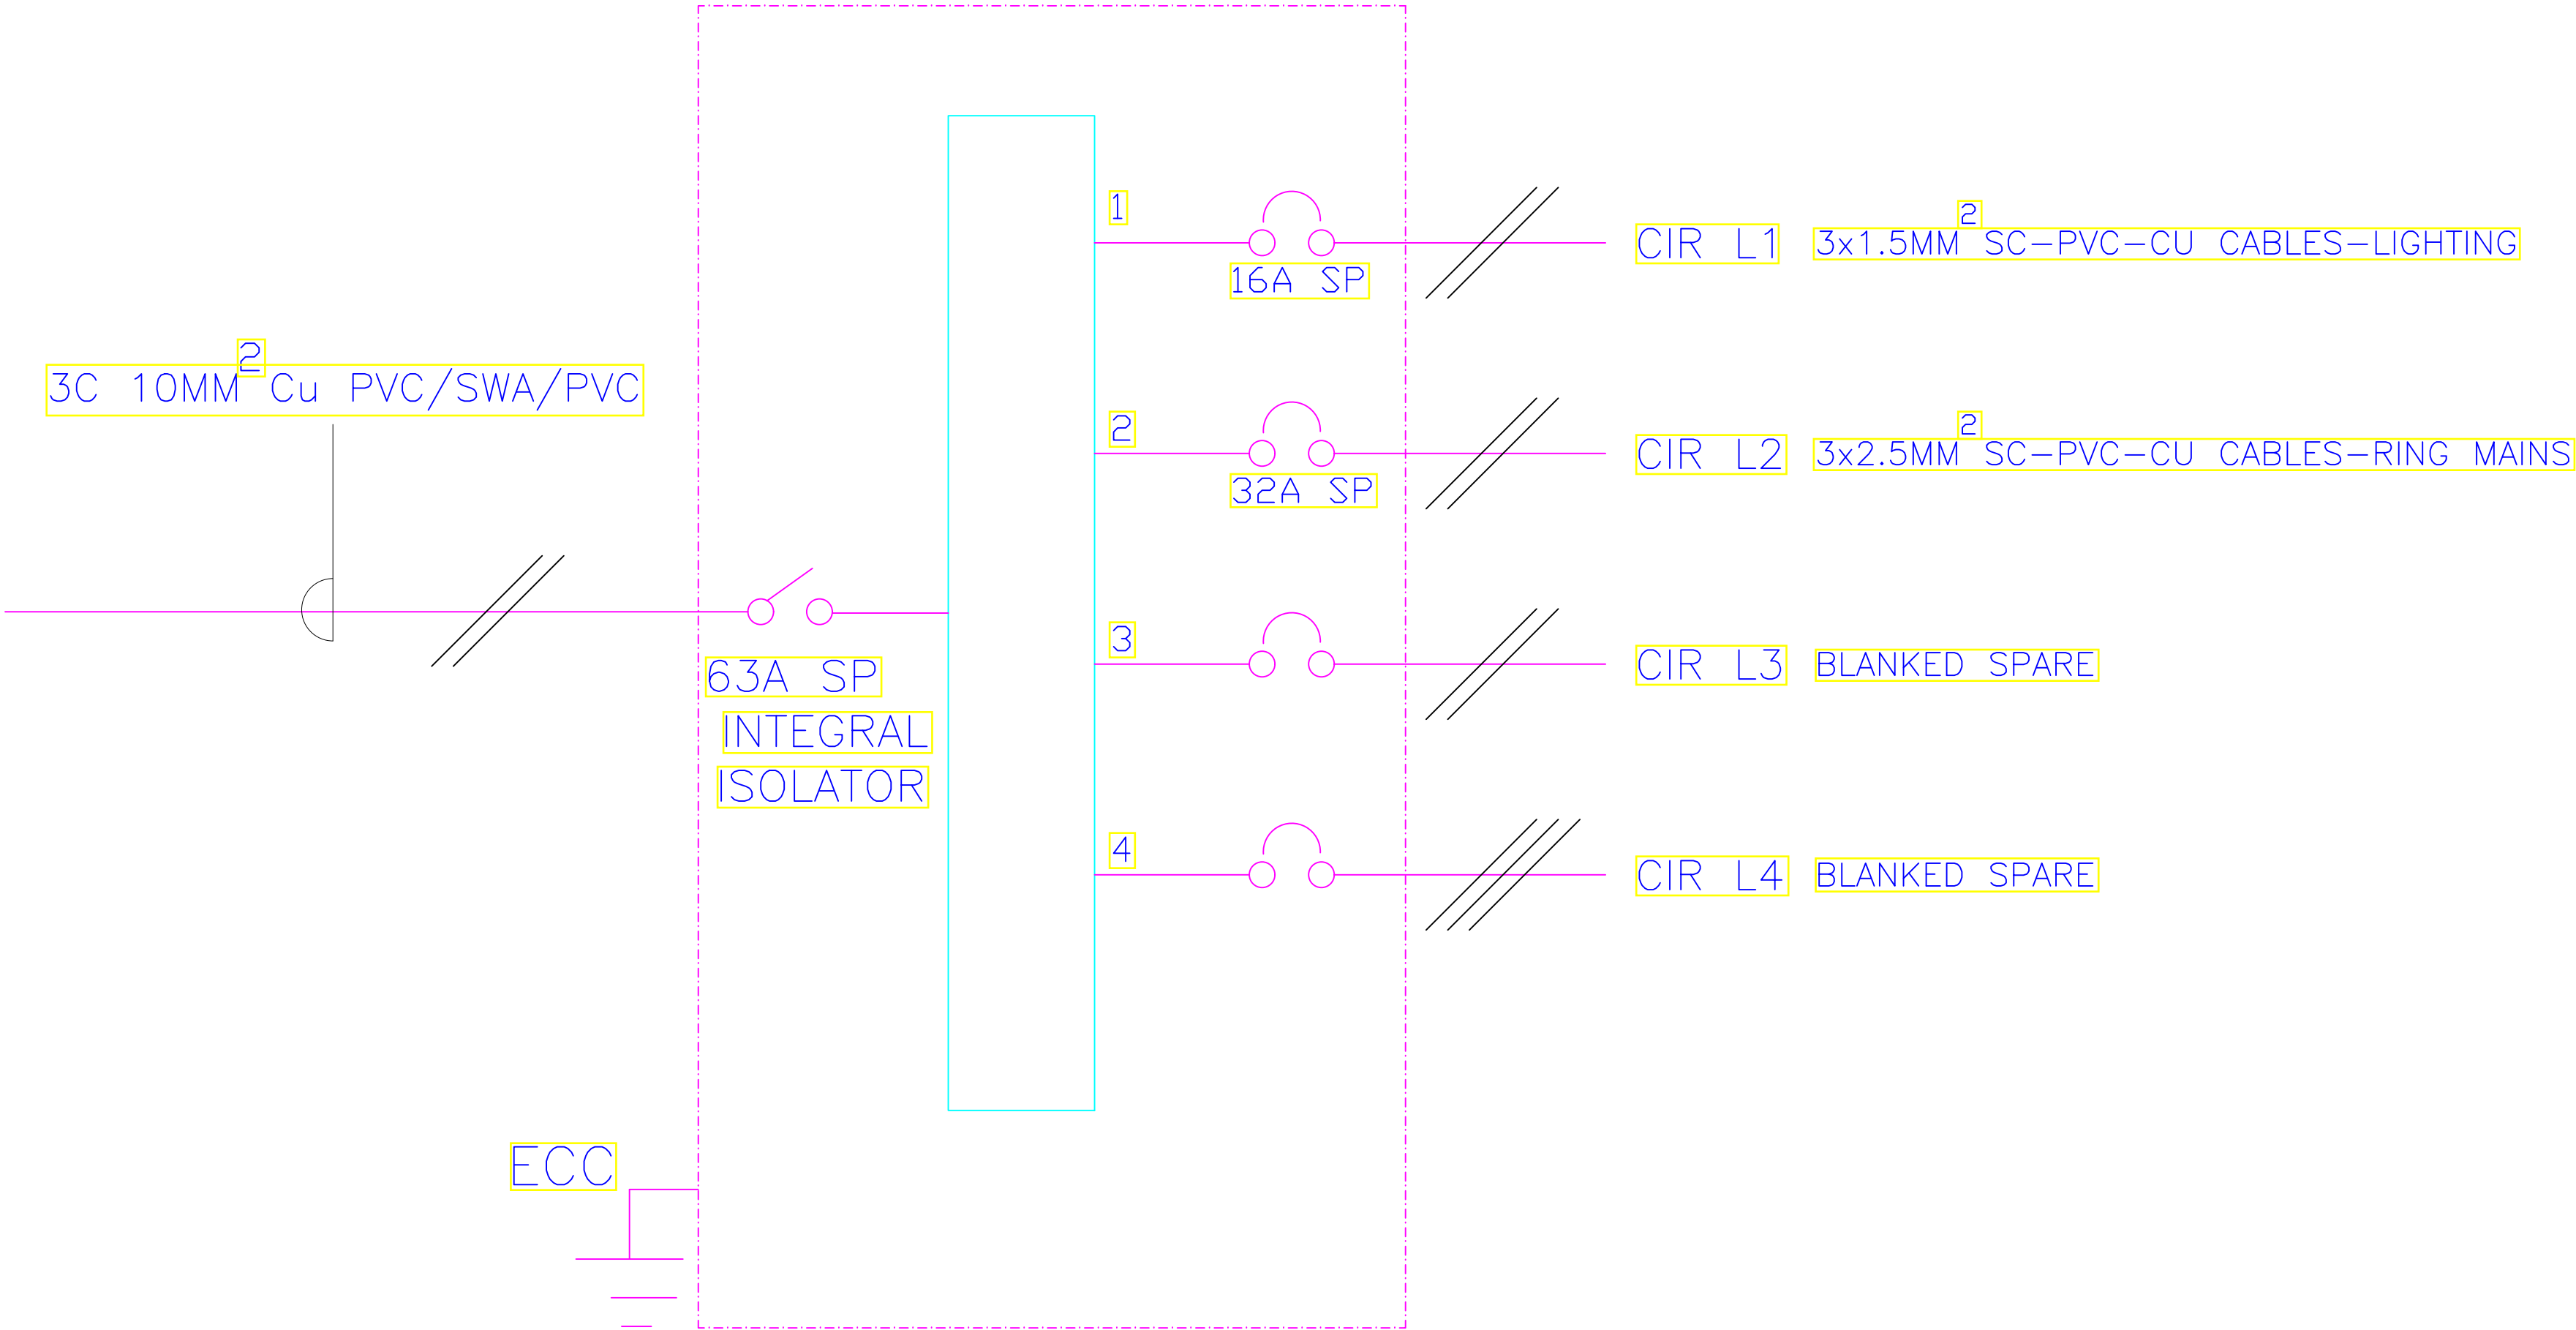 3C 10MM² Cu PVC/SWA/PVC
63A SP
INTEGRAL
ISOLATOR
ECC
1
16A SP
CIR L1
3x1.5MM² SC-PVC-CU CABLES-LIGHTING
2
32A SP
CIR L2
3x2.5MM² SC-PVC-CU CABLES-RING MAINS
3
CIR L3
BLANKED SPARE
4
CIR L4
BLANKED SPARE